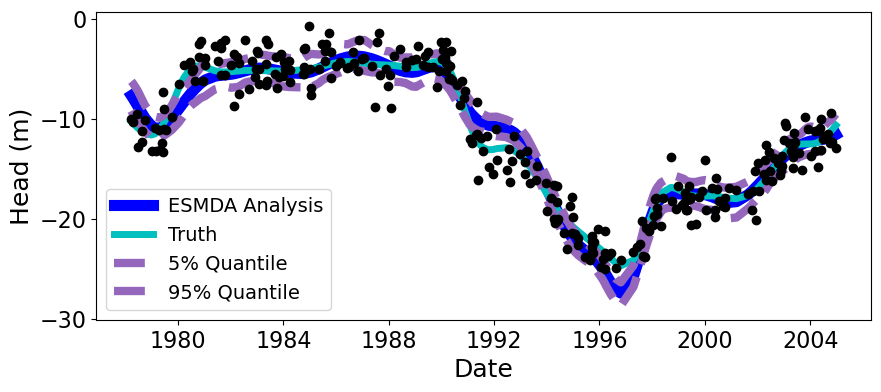 0
−10
−20
−30
Head (m)
ESMDA Analysis
Truth
5% Quantile
95% Quantile
1980 1984 1988 1992 1996 2000 2004
Date